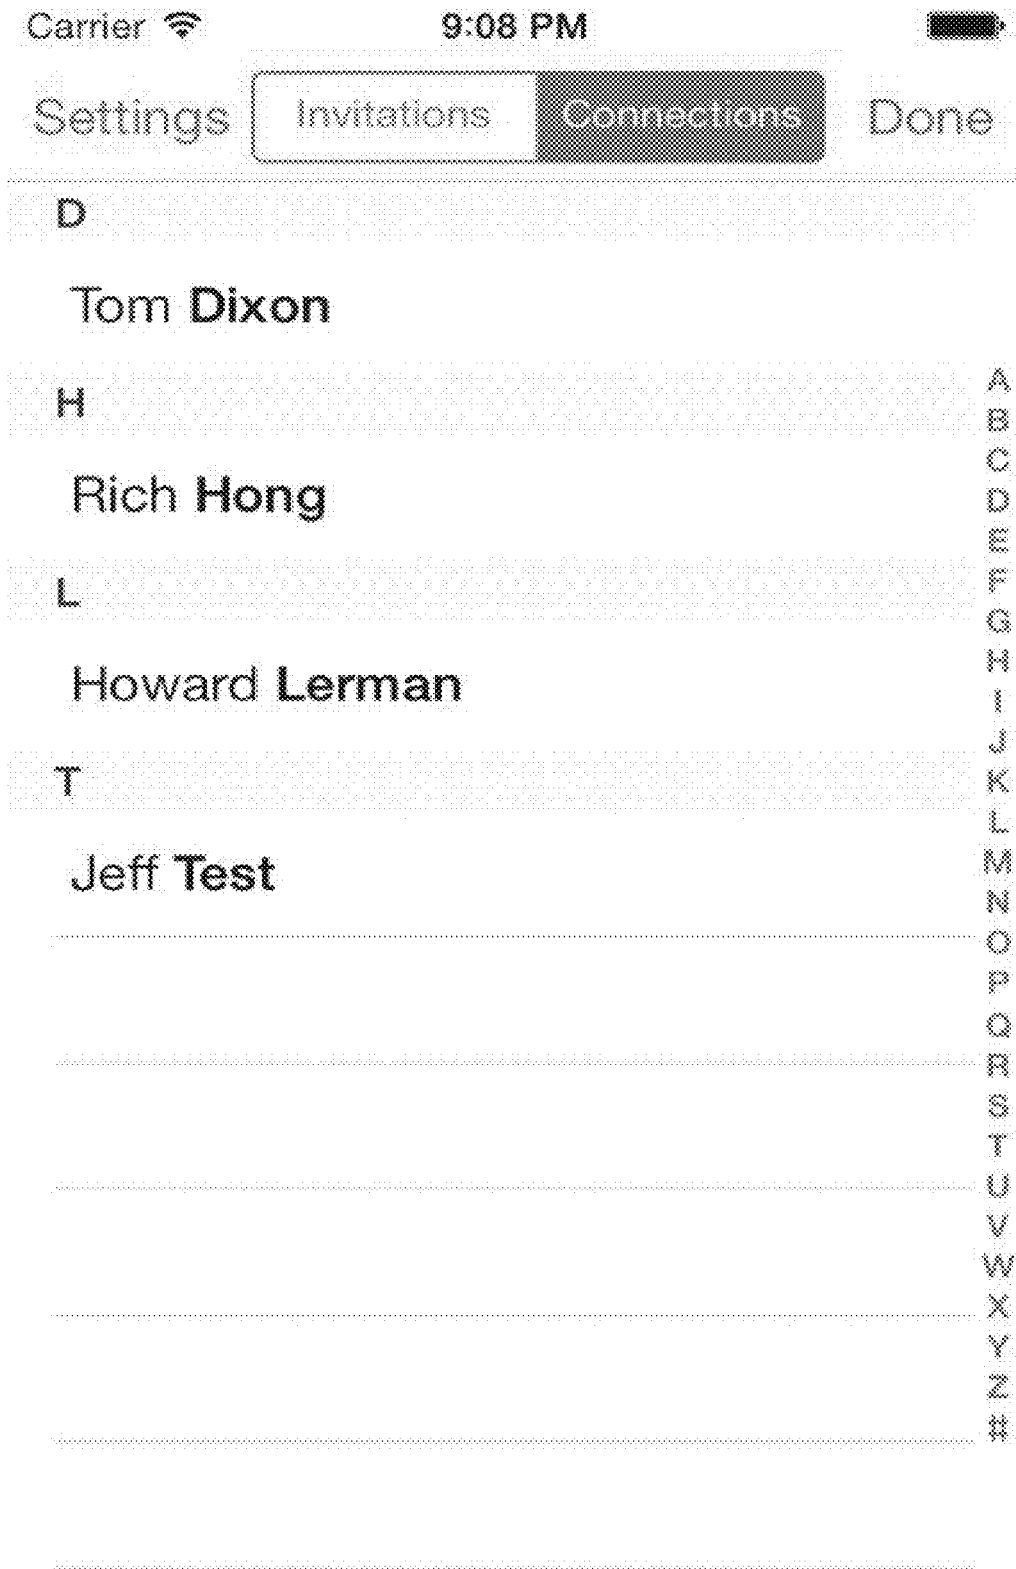 Carrier 9:08 PM
Settings Invitations Connections Done
D
Tom Dixon
H
Rich Hong
L
Howard Lerman
T
Jeff Test
A
B
C
D
E
F
G
H
I
J
K
L
M
N
O
P
Q
R
S
T
U
V
W
X
Y
Z
#